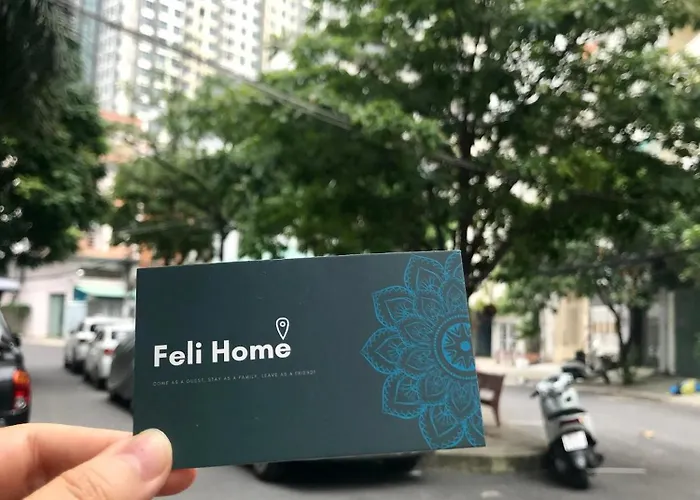 Feli Home
COME AS A GUEST, STAY AS A FAMILY, LEAVE AS A FRIEND!